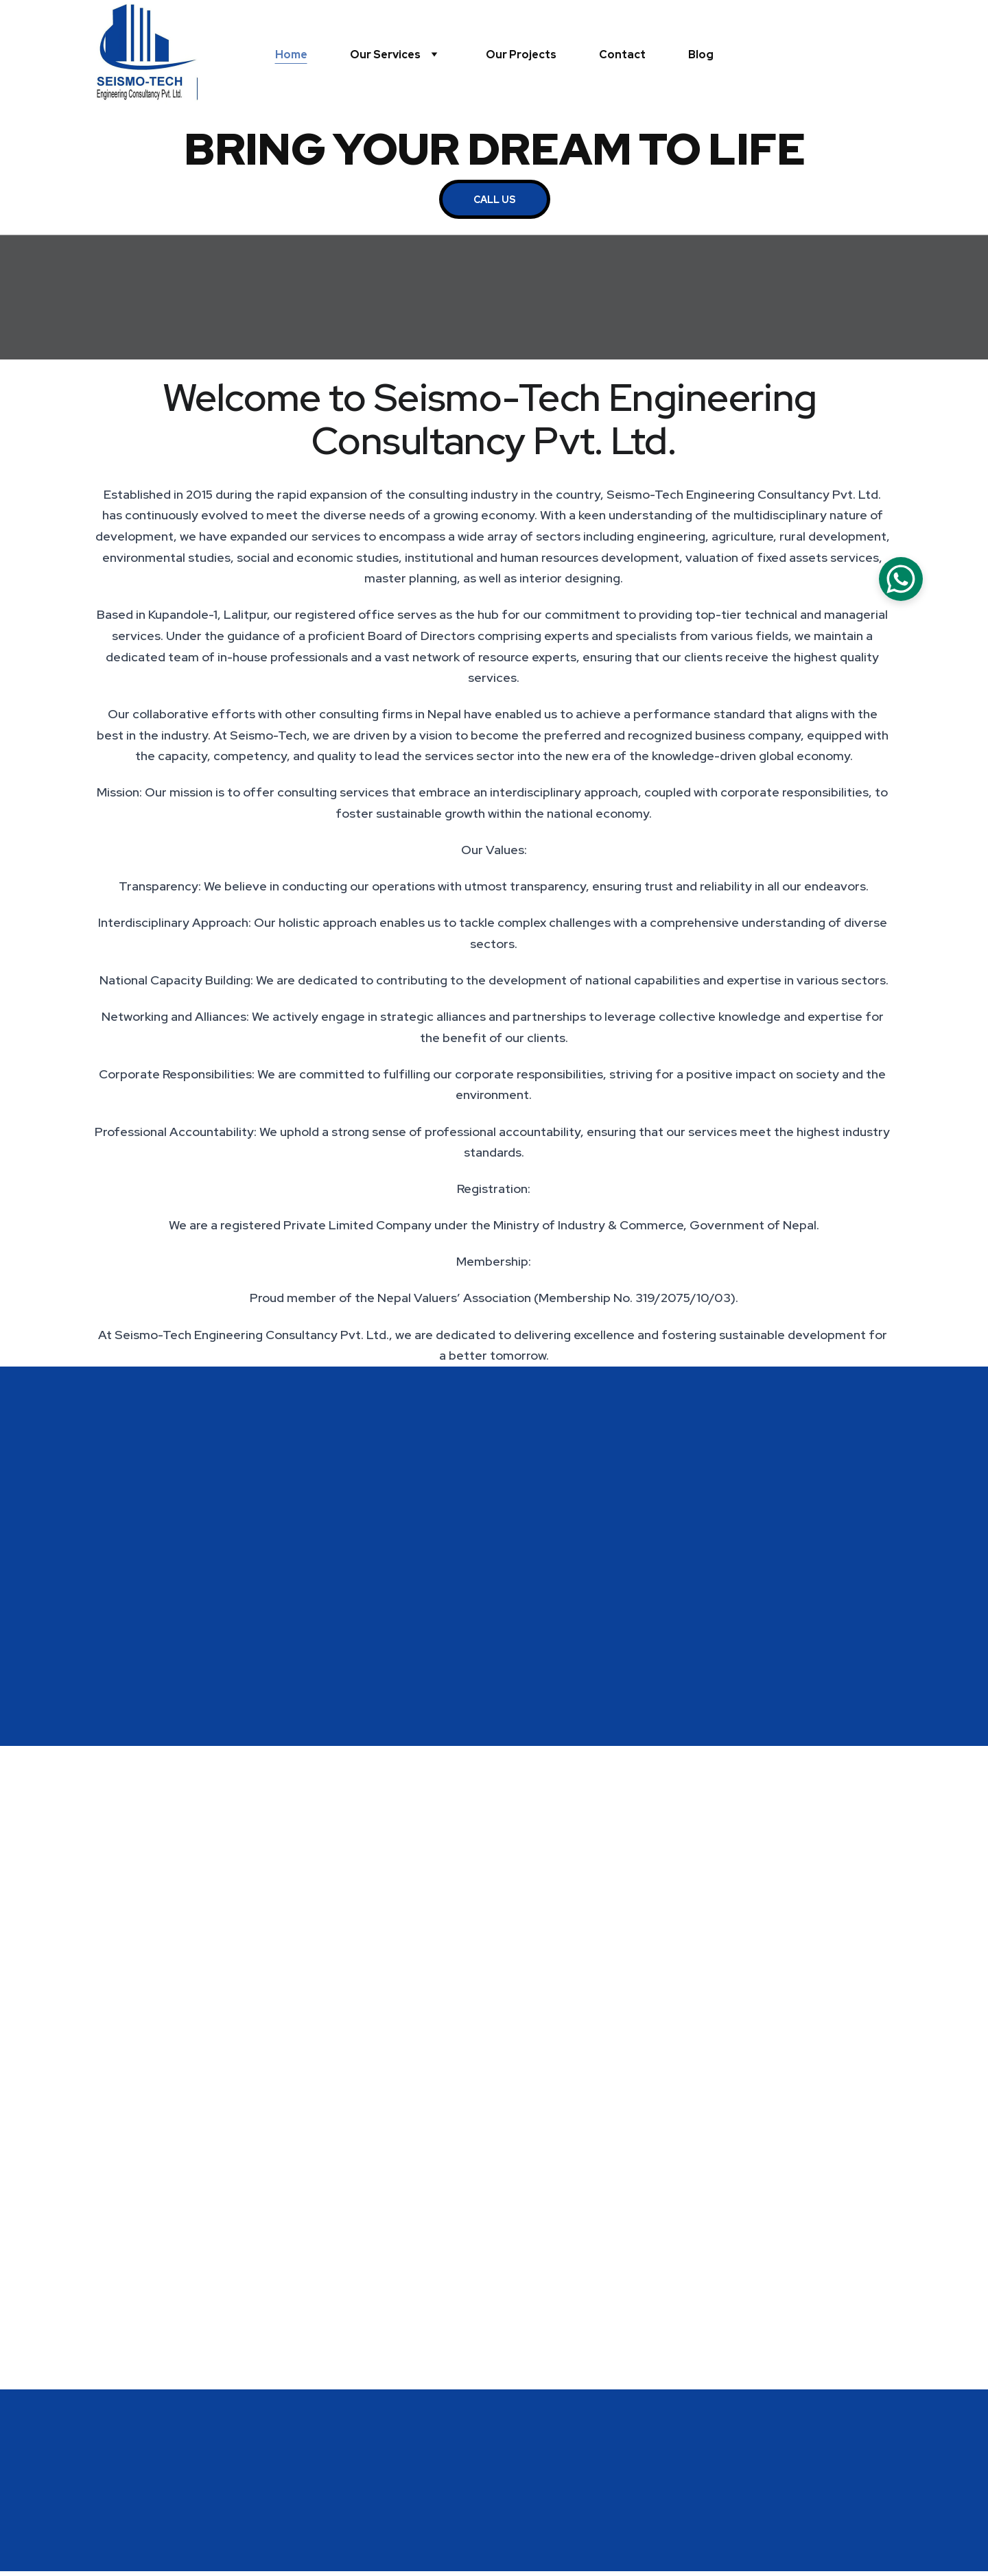 SEISMO-TECH
Engineering Consultancy Pvt. Ltd.
Home
Our Services
Our Projects
Contact
Blog
BRING YOUR DREAM TO LIFE
CALL US
Welcome to Seismo-Tech Engineering
Consultancy Pvt. Ltd.
Established in 2015 during the rapid expansion of the consulting industry in the country, Seismo-Tech Engineering Consultancy Pvt. Ltd.
has continuously evolved to meet the diverse needs of a growing economy. With a keen understanding of the multidisciplinary nature of
development, we have expanded our services to encompass a wide array of sectors including engineering, agriculture, rural development,
environmental studies, social and economic studies, institutional and human resources development, valuation of fixed assets services,
master planning, as well as interior designing.
Based in Kupandole-1, Lalitpur, our registered office serves as the hub for our commitment to providing top-tier technical and managerial
services. Under the guidance of a proficient Board of Directors comprising experts and specialists from various fields, we maintain a
dedicated team of in-house professionals and a vast network of resource experts, ensuring that our clients receive the highest quality
services.
Our collaborative efforts with other consulting firms in Nepal have enabled us to achieve a performance standard that aligns with the
best in the industry. At Seismo-Tech, we are driven by a vision to become the preferred and recognized business company, equipped with
the capacity, competency, and quality to lead the services sector into the new era of the knowledge-driven global economy.
Mission: Our mission is to offer consulting services that embrace an interdisciplinary approach, coupled with corporate responsibilities, to
foster sustainable growth within the national economy.
Our Values:
Transparency: We believe in conducting our operations with utmost transparency, ensuring trust and reliability in all our endeavors.
Interdisciplinary Approach: Our holistic approach enables us to tackle complex challenges with a comprehensive understanding of diverse
sectors.
National Capacity Building: We are dedicated to contributing to the development of national capabilities and expertise in various sectors.
Networking and Alliances: We actively engage in strategic alliances and partnerships to leverage collective knowledge and expertise for
the benefit of our clients.
Corporate Responsibilities: We are committed to fulfilling our corporate responsibilities, striving for a positive impact on society and the
environment.
Professional Accountability: We uphold a strong sense of professional accountability, ensuring that our services meet the highest industry
standards.
Registration:
We are a registered Private Limited Company under the Ministry of Industry & Commerce, Government of Nepal.
Membership:
Proud member of the Nepal Valuers’ Association (Membership No. 319/2075/10/03).
At Seismo-Tech Engineering Consultancy Pvt. Ltd., we are dedicated to delivering excellence and fostering sustainable development for
a better tomorrow.